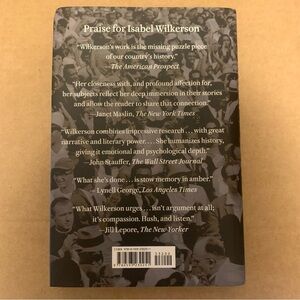 Praise for Isabel Wilkerson
“Wilkerson’s work is the missing puzzle piece
of our country’s history.”
—The American Prospect
“Her closeness with, and profound affection for,
her subjects reflect her deep immersion in their stories
and allow the reader to share that connection.”
—Janet Maslin, The New York Times
“Wilkerson combines impressive research . . . with great
narrative and literary power. . . . She humanizes history,
giving it emotional and psychological depth.”
—John Stauffer, The Wall Street Journal
“What she’s done . . . is stow memory in amber.”
—Lynell George, Los Angeles Times
“What Wilkerson urges . . . isn’t argument at all;
it’s compassion. Hush, and listen.”
—Jill Lepore, The New Yorker